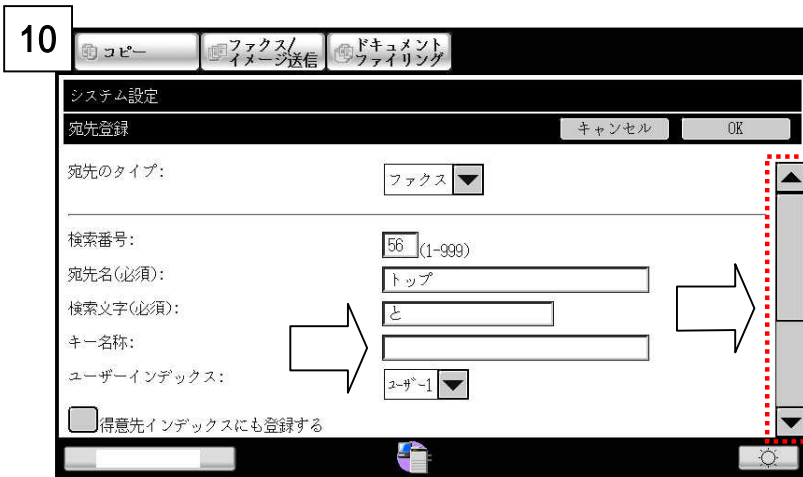 10
コピー
ファクス/
イメージ送信
ドキュメント
ファイリング
システム設定
宛先登録
キャンセル
OK
宛先のタイプ:
ファクス
検索番号:
56 (1-999)
宛先名(必須):
トップ
検索文字(必須):
と
キー名称:
ユーザーインデックス:
ユーザー1
得意先インデックスにも登録する